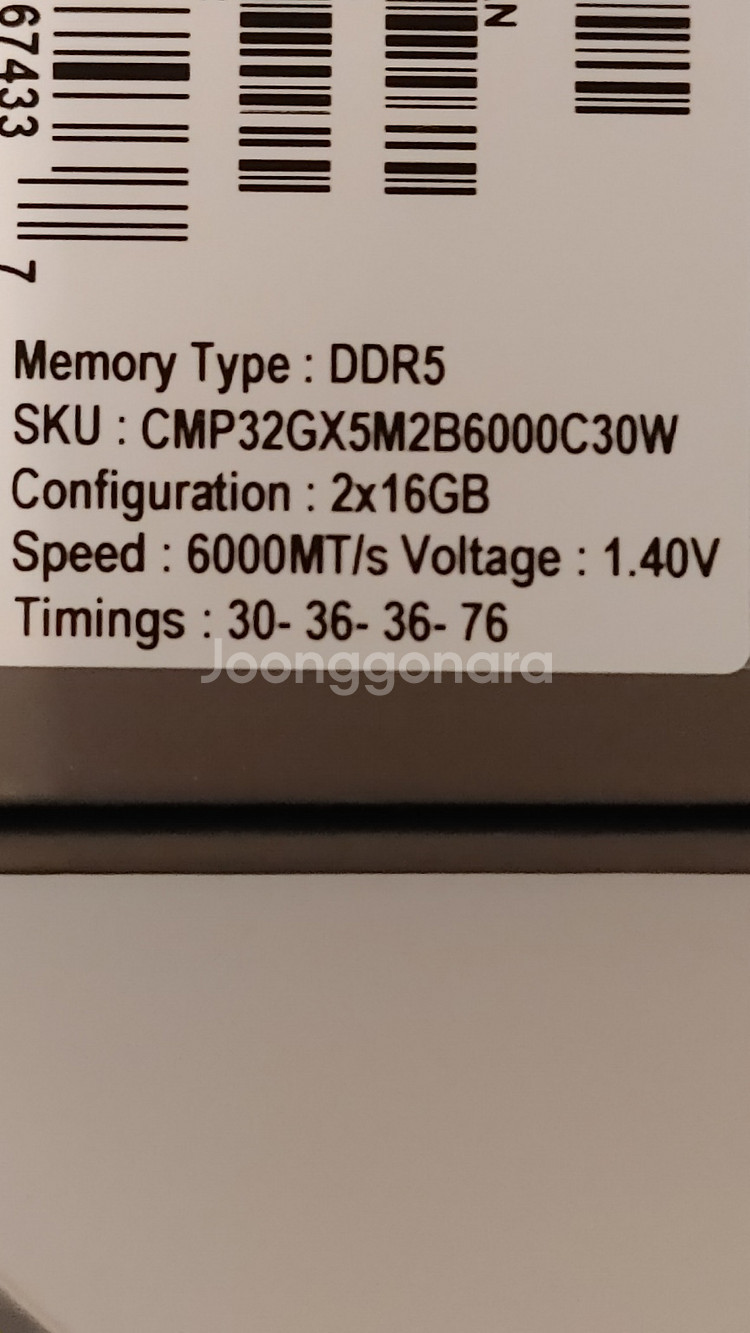 67433
N
7
Memory Type : DDR5
SKU : CMP32GX5M2B6000C30W
Configuration : 2x16GB
Speed : 6000MT/s Voltage : 1.40V
Timings : 30- 36- 36- 76
Joonggonara